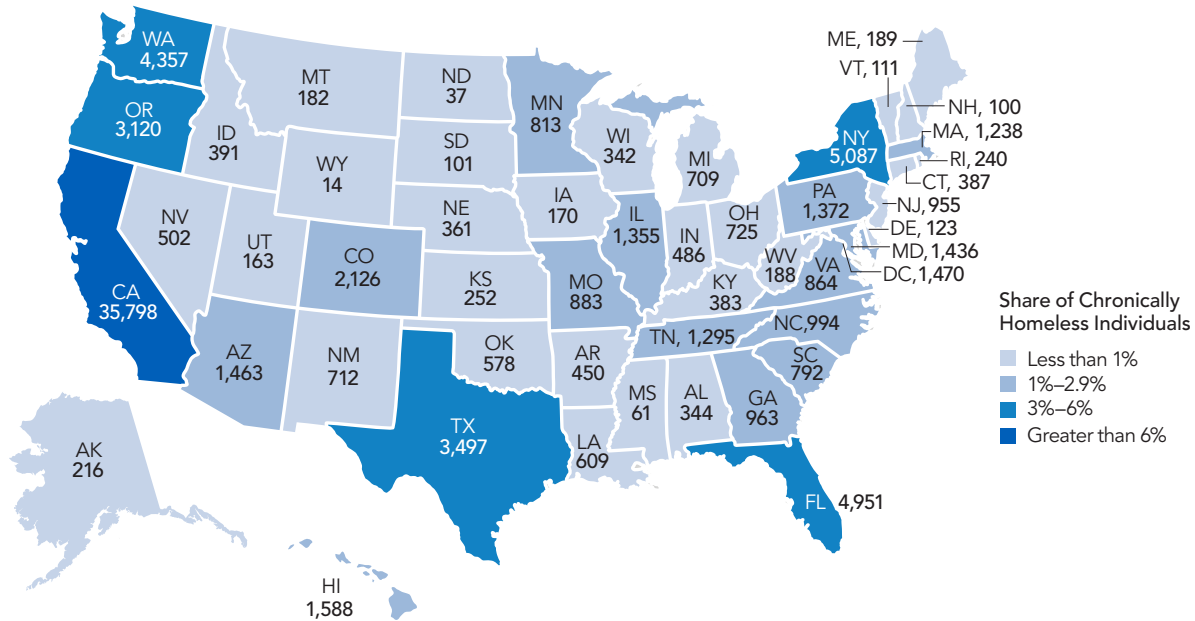 WA
4,357
OR
3,120
CA
35,798
ID
391
NV
502
MT
182
WY
14
UT
163
CO
2,126
AZ
1,463
NM
712
ND
37
SD
101
NE
361
KS
252
OK
578
TX
3,497
MN
813
IA
170
MO
883
AR
450
LA
609
WI
342
IL
1,355
MI
709
IN
486
OH
725
KY
383
TN, 1,295
MS
61
AL
344
GA
963
FL 4,951
SC
792
NC,994
VA
864
WV
188
PA
1,372
NY
5,087
ME, 189
VT, 111
NH, 100
MA, 1,238
RI, 240
CT, 387
NJ, 955
DE, 123
MD, 1,436
DC, 1,470
AK
216
HI
1,588
Share of Chronically
Homeless Individuals
Less than 1%
1%–2.9%
3%–6%
Greater than 6%